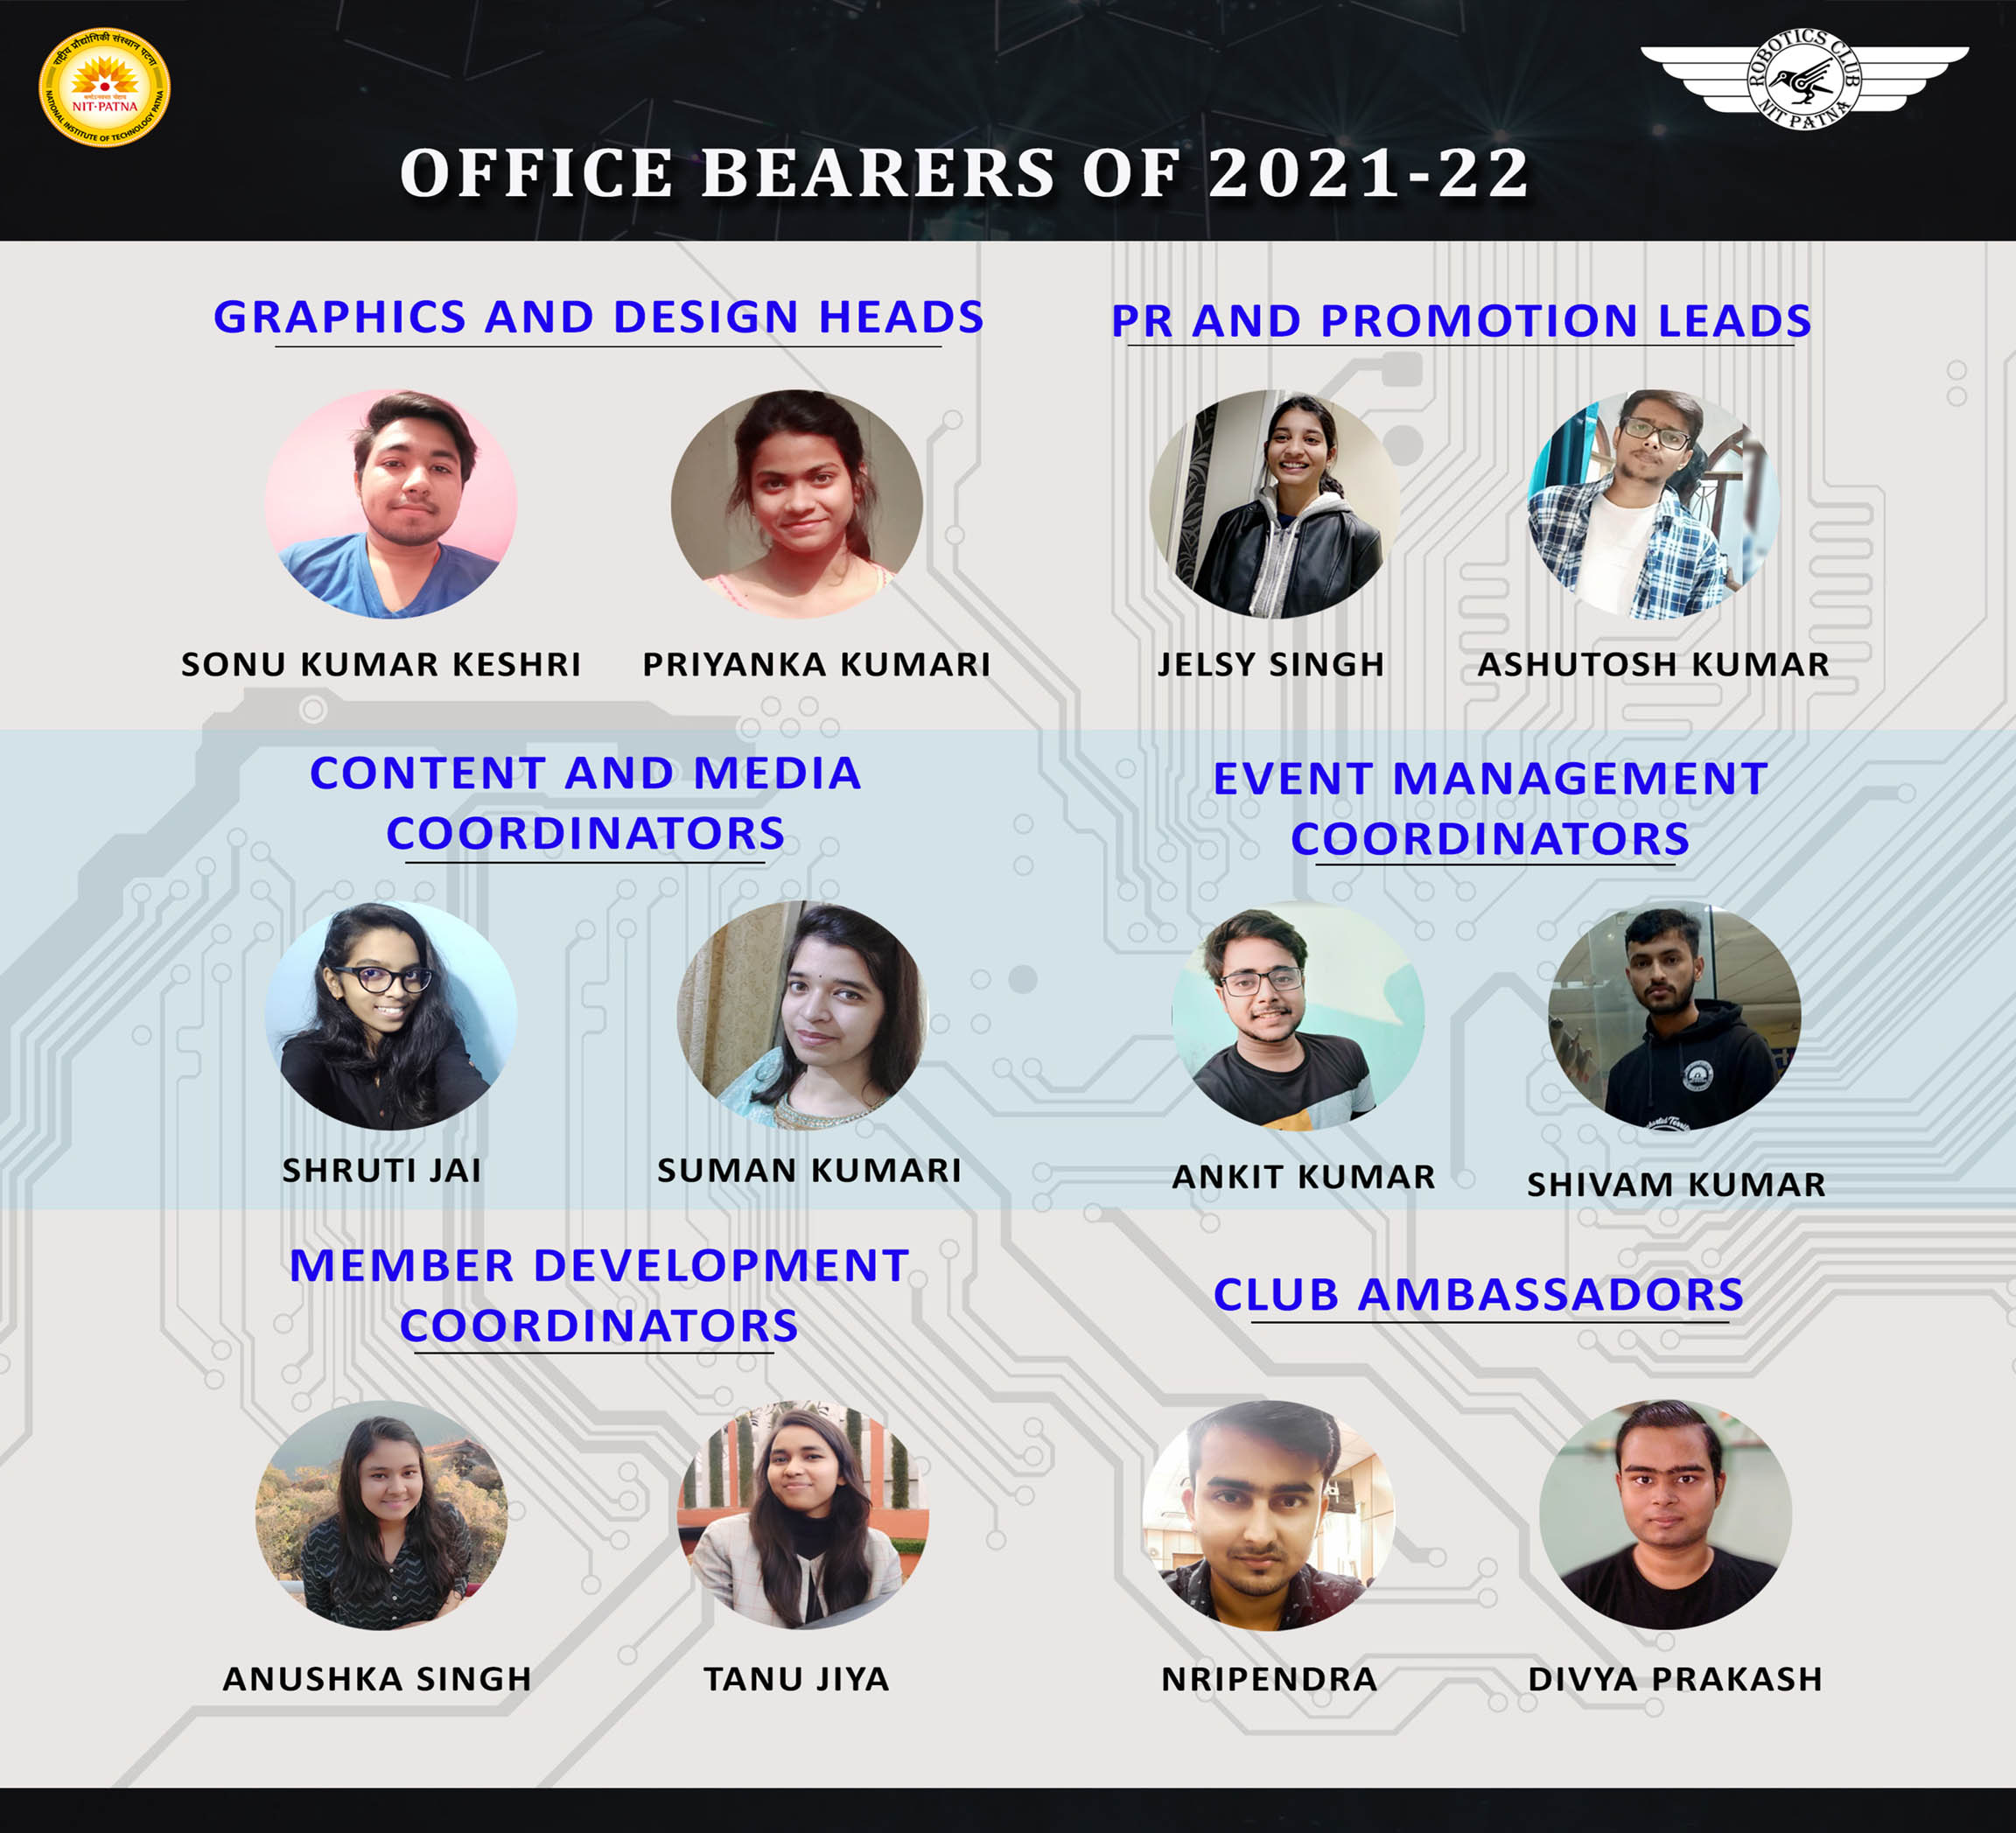 राष्ट्रीय प्रौद्योगिकी संस्थान पटना
NIT-PATNA
NATIONAL INSTITUTE OF TECHNOLOGY PATNA
ROBOTICS CLUB
NIT PATNA
OFFICE BEARERS OF 2021-22
GRAPHICS AND DESIGN HEADS
SONU KUMAR KESHRI
PRIYANKA KUMARI
PR AND PROMOTION LEADS
JELSY SINGH
ASHUTOSH KUMAR
CONTENT AND MEDIA
COORDINATORS
SHRUTI JAI
SUMAN KUMARI
EVENT MANAGEMENT
COORDINATORS
ANKIT KUMAR
SHIVAM KUMAR
MEMBER DEVELOPMENT
COORDINATORS
ANUSHKA SINGH
TANU JIYA
CLUB AMBASSADORS
NRIPENDRA
DIVYA PRAKASH